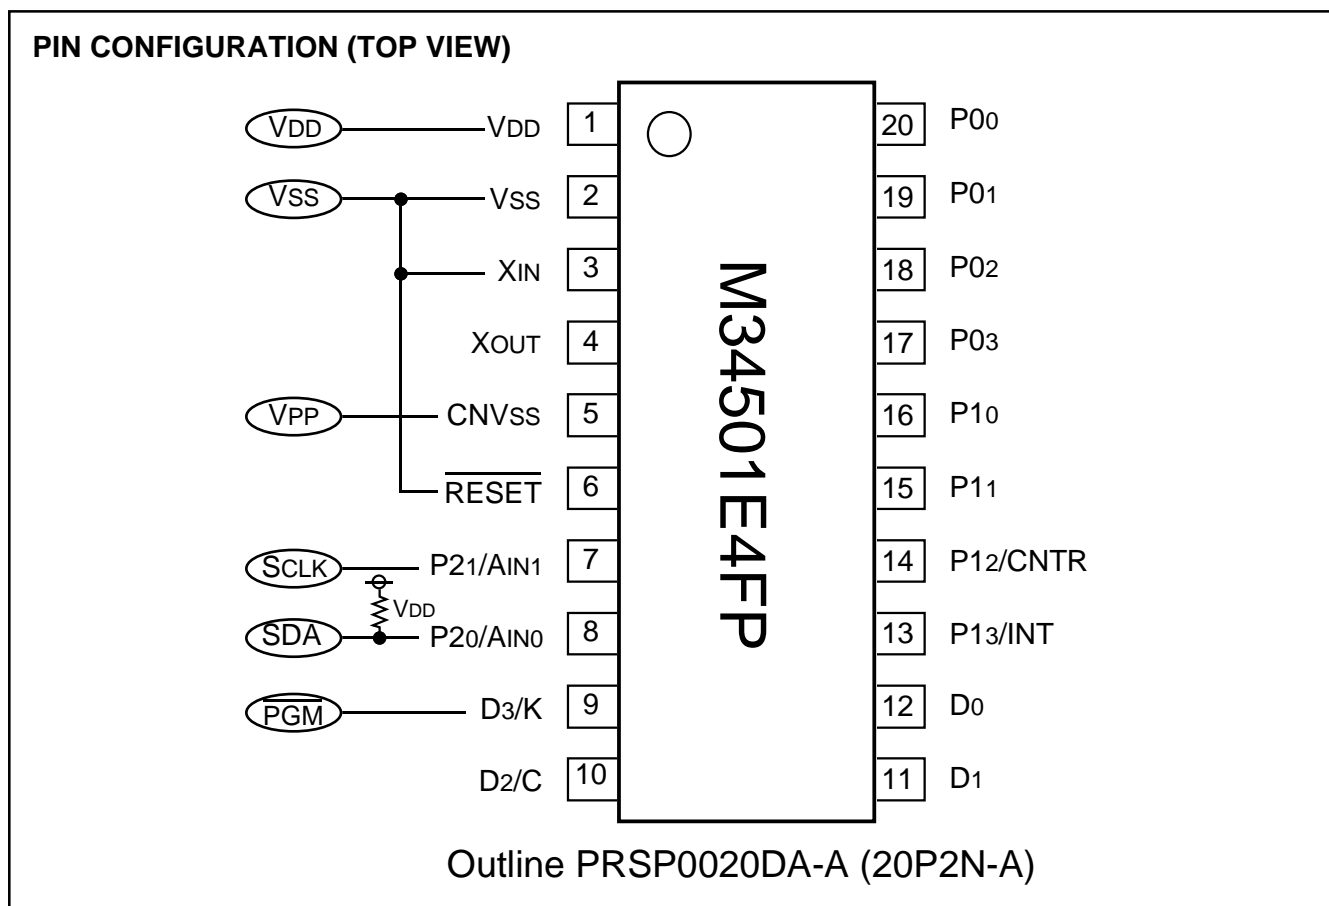 PIN CONFIGURATION (TOP VIEW)
VDD VDD 1 20 P00
VSS VSS 2 19 P01
XIN 3 18 P02
XOUT 4 17 P03
VPP CNVSS 5 16 P10
RESET 6 15 P11
SCLK P21/AIN1 7 14 P12/CNTR
VDD
SDA P20/AIN0 8 13 P13/INT
PGM D3/K 9 12 D0
D2/C 10 11 D1
M34501E4FP
Outline PRSP0020DA-A (20P2N-A)